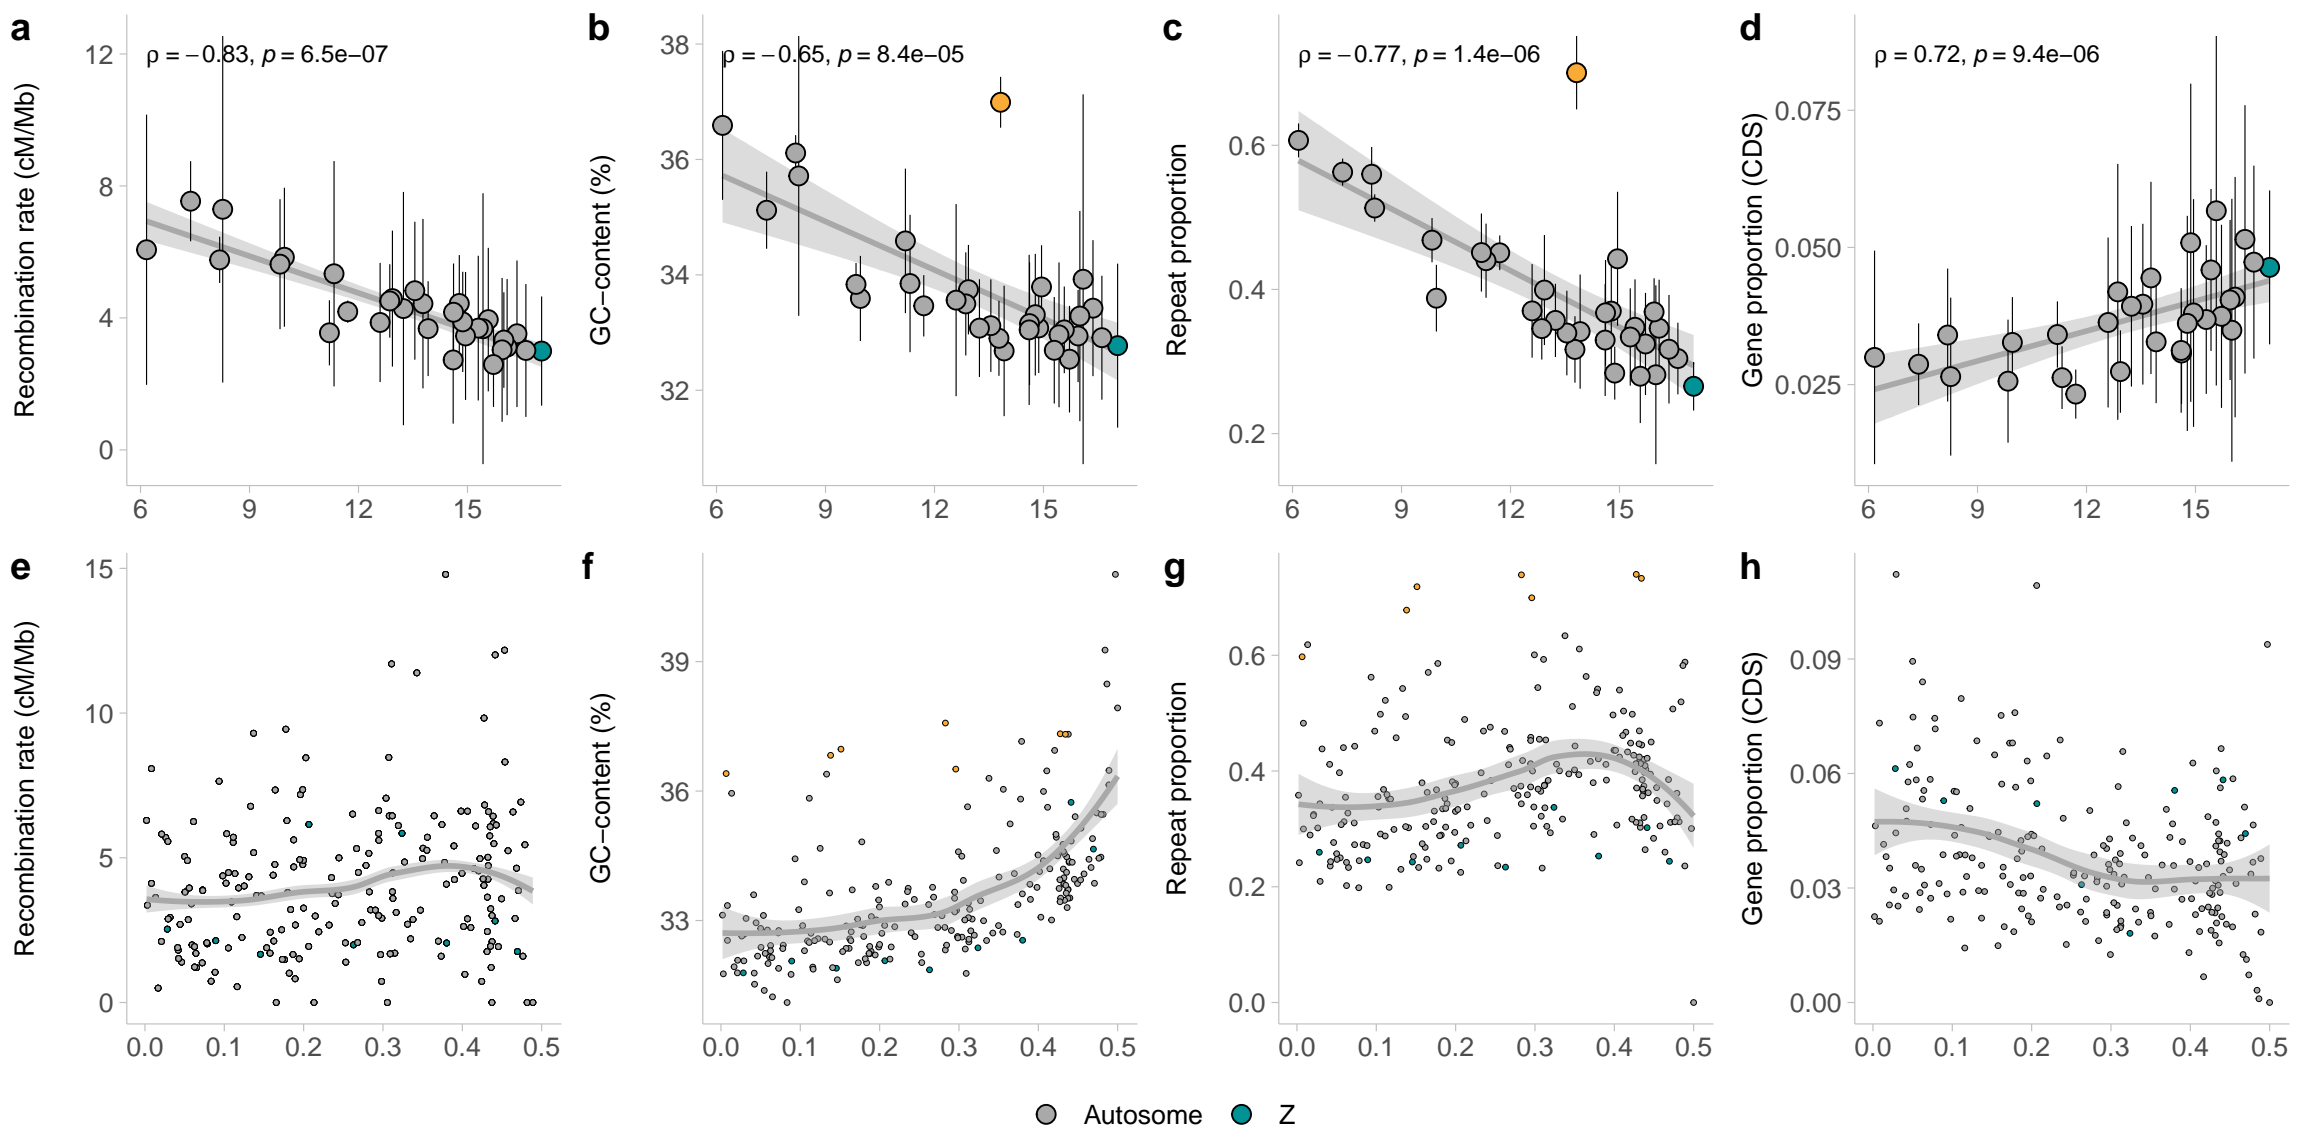 a
ρ = −0.83, p = 6.5e−07
Recombination rate (cM/Mb)
12
8
4
0
6 9 12 15
b
ρ = −0.65, p = 8.4e−05
GC−content (%)
38
36
34
32
6 9 12 15
c
ρ = −0.77, p = 1.4e−06
Repeat proportion
0.6
0.4
0.2
6 9 12 15
d
ρ = 0.72, p = 9.4e−06
Gene proportion (CDS)
0.075
0.050
0.025
6 9 12 15
e
Recombination rate (cM/Mb)
15
10
5
0
0.0 0.1 0.2 0.3 0.4 0.5
f
GC−content (%)
39
36
33
0.0 0.1 0.2 0.3 0.4 0.5
g
Repeat proportion
0.6
0.4
0.2
0.0
0.0 0.1 0.2 0.3 0.4 0.5
h
Gene proportion (CDS)
0.09
0.06
0.03
0.00
0.0 0.1 0.2 0.3 0.4 0.5
Autosome Z